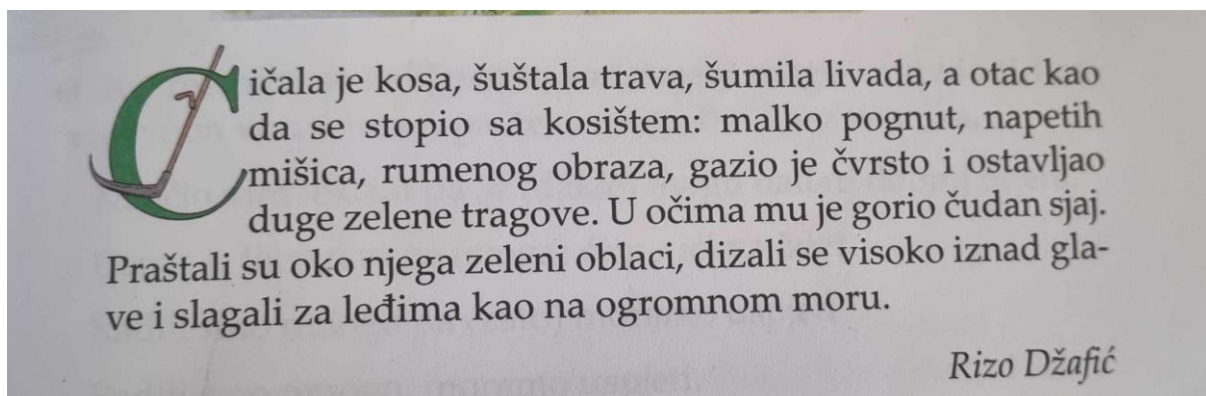 Cičala je kosa, šuštala trava, šumila livada, a otac kao
da se stopio sa kosištem: malko pognut, napetih
mišica, rumenog obraza, gazio je čvrsto i ostavljao
duge zelene tragove. U očima mu je gorio čudan sjaj.
Praštali su oko njega zeleni oblaci, dizali se visoko iznad gla-
ve i slagali za leđima kao na ogromnom moru.
Rizo Džafić